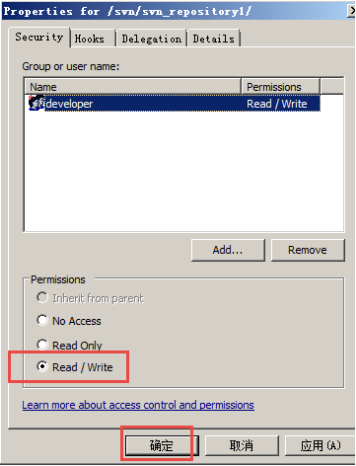 Properties for /svn/svn_repository1/
Security Hooks Delegation Details
Group or user name:
Name Permissions
developer Read / Write
Add... Remove
Permissions
Inherit from parent
No Access
Read Only
Read / Write
Learn more about access control and permissions
确定 取消 应用(A)